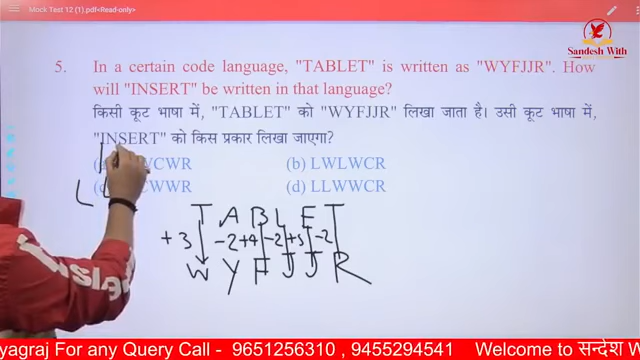 Mock Test 12 (1).pdf<Read-only>
Sandesh With
5. In a certain code language, "TABLET" is written as "WYFJJR". How
will "INSERT" be written in that language?
किसी कूट भाषा में, "TABLET" को "WYFJJR" लिखा जाता है। उसी कूट भाषा में,
"INSERT" को किस प्रकार लिखा जाएगा?
(b) LWLWCR
CWWR (d) LLWWCR
L L
T A B L E T
+3 -2 +4 -2 +5 -2
W Y F J J R
yagraj For any Query Call - 9651256310 , 9455294541 Welcome to सन्देश W